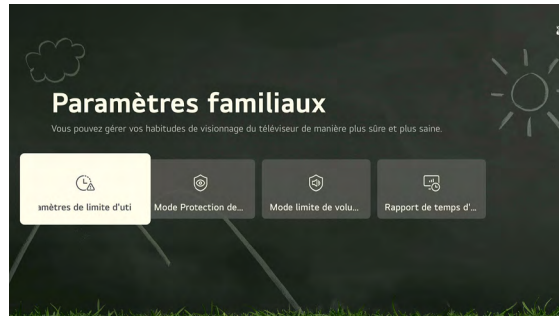 Paramètres familiaux
Vous pouvez gérer vos habitudes de visionnage du téléviseur de manière plus sûre et plus saine.
amètres de limite d'uti
Mode Protection de...
Mode limite de volu...
Rapport de temps d'...